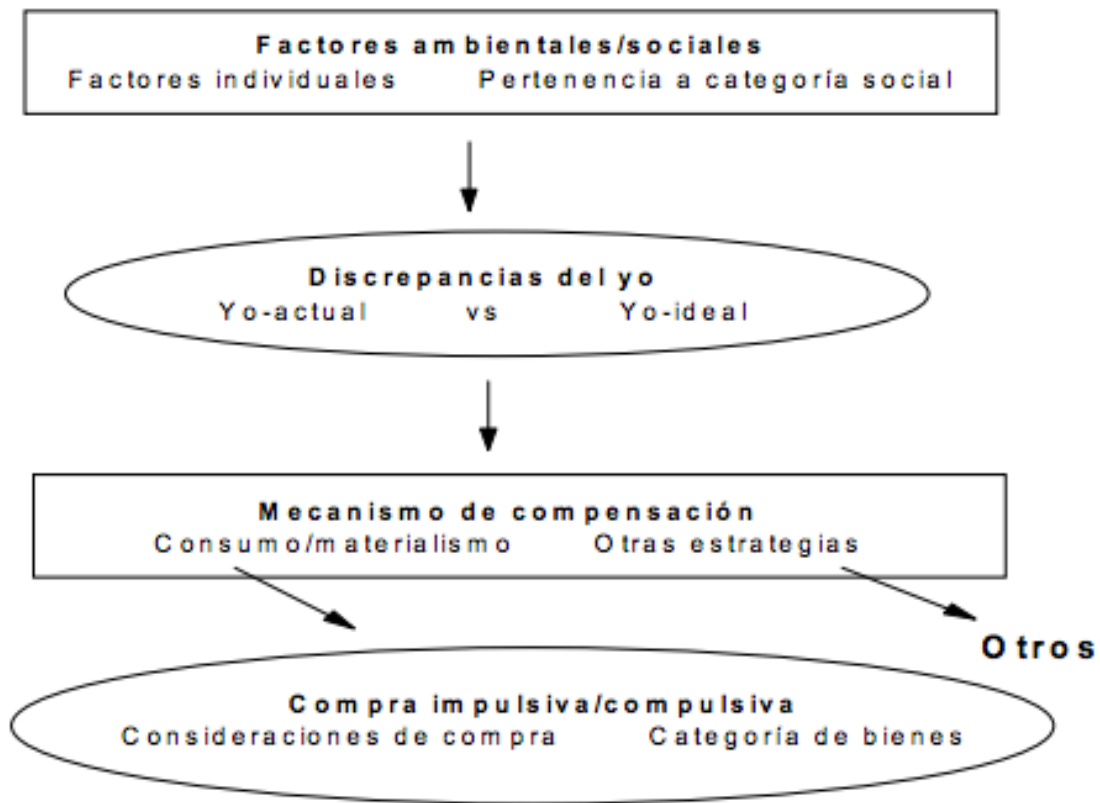 Factores ambientales/sociales
Factores individuales Pertenencia a categoría social
Discrepancias del yo
Yo-actual vs Yo-ideal
Mecanismo de compensación
Consumo/materialismo Otras estrategias
Otros
Compra impulsiva/compulsiva
Consideraciones de compra Categoría de bienes